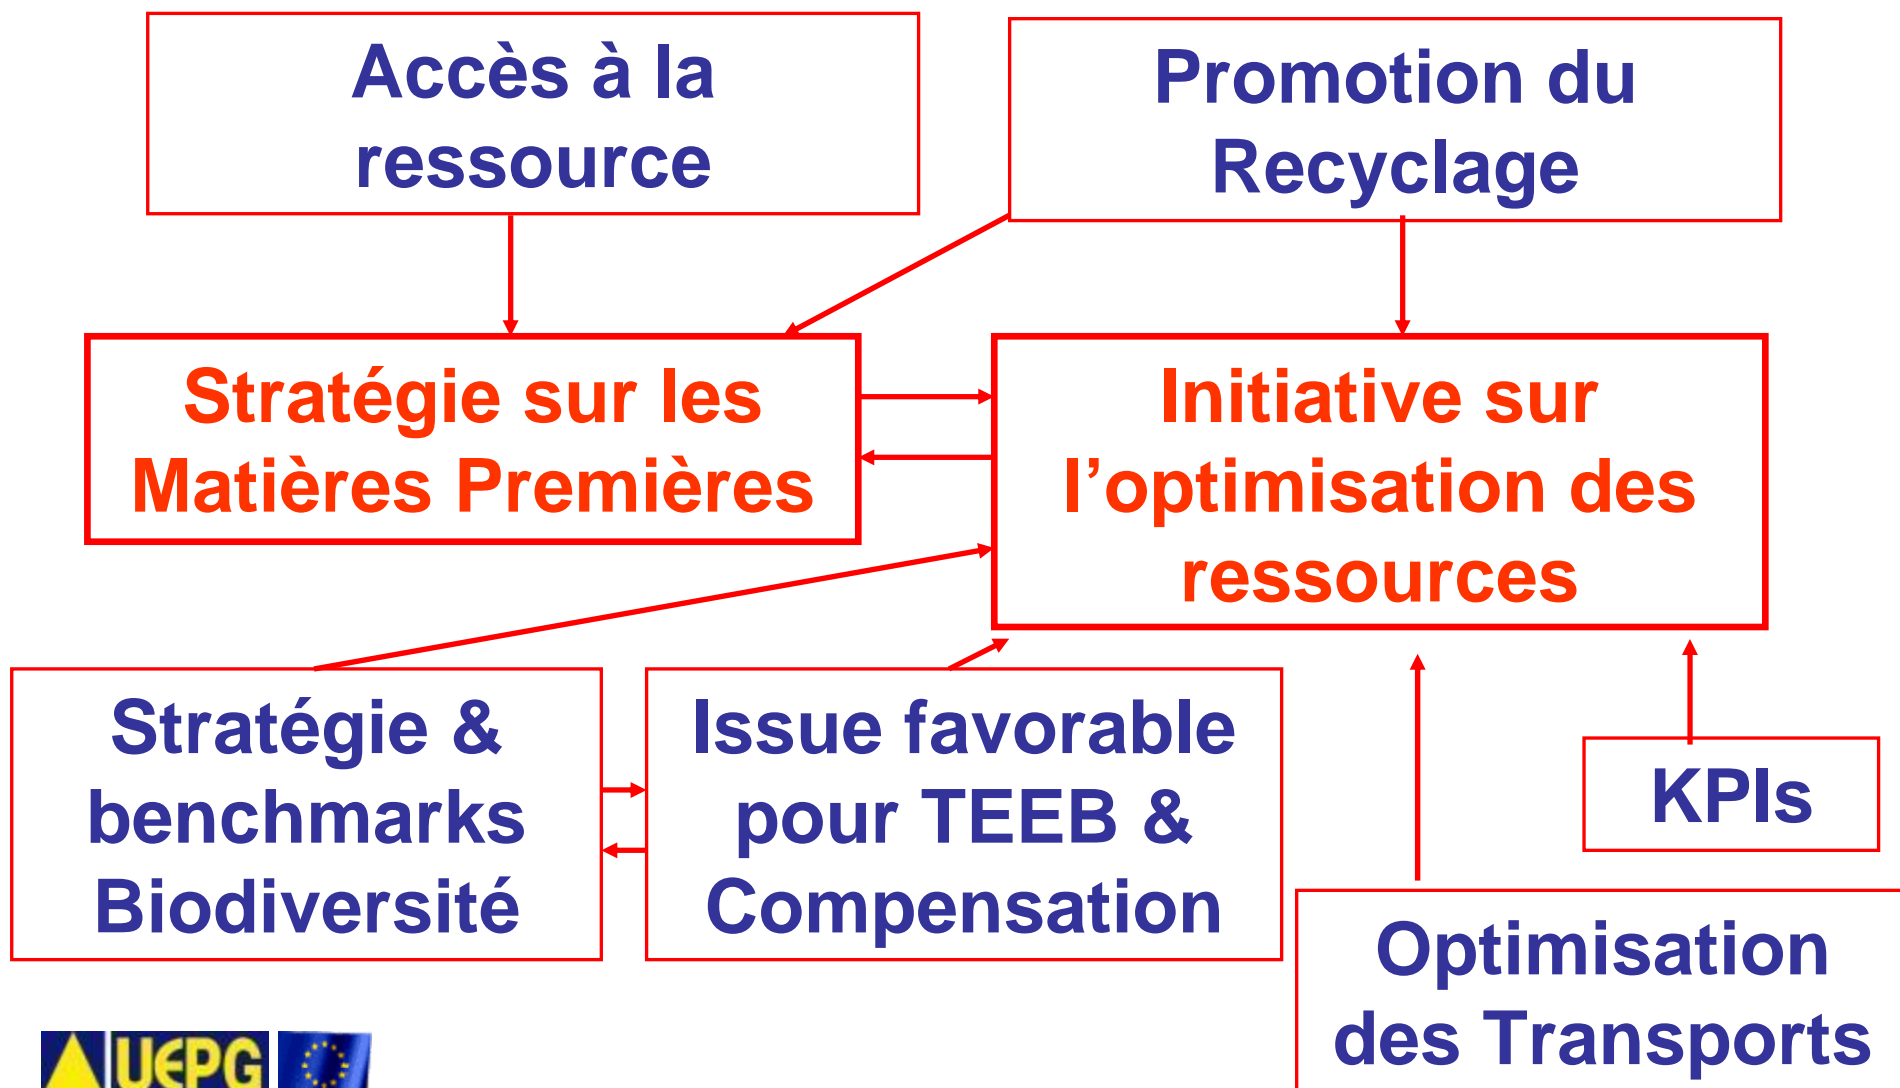 Accès à la
ressource
Promotion du
Recyclage
Stratégie sur les
Matières Premières
Initiative sur
l’optimisation des
ressources
Stratégie &
benchmarks
Biodiversité
Issue favorable
pour TEEB &
Compensation
KPIs
Optimisation
des Transports
UEPG